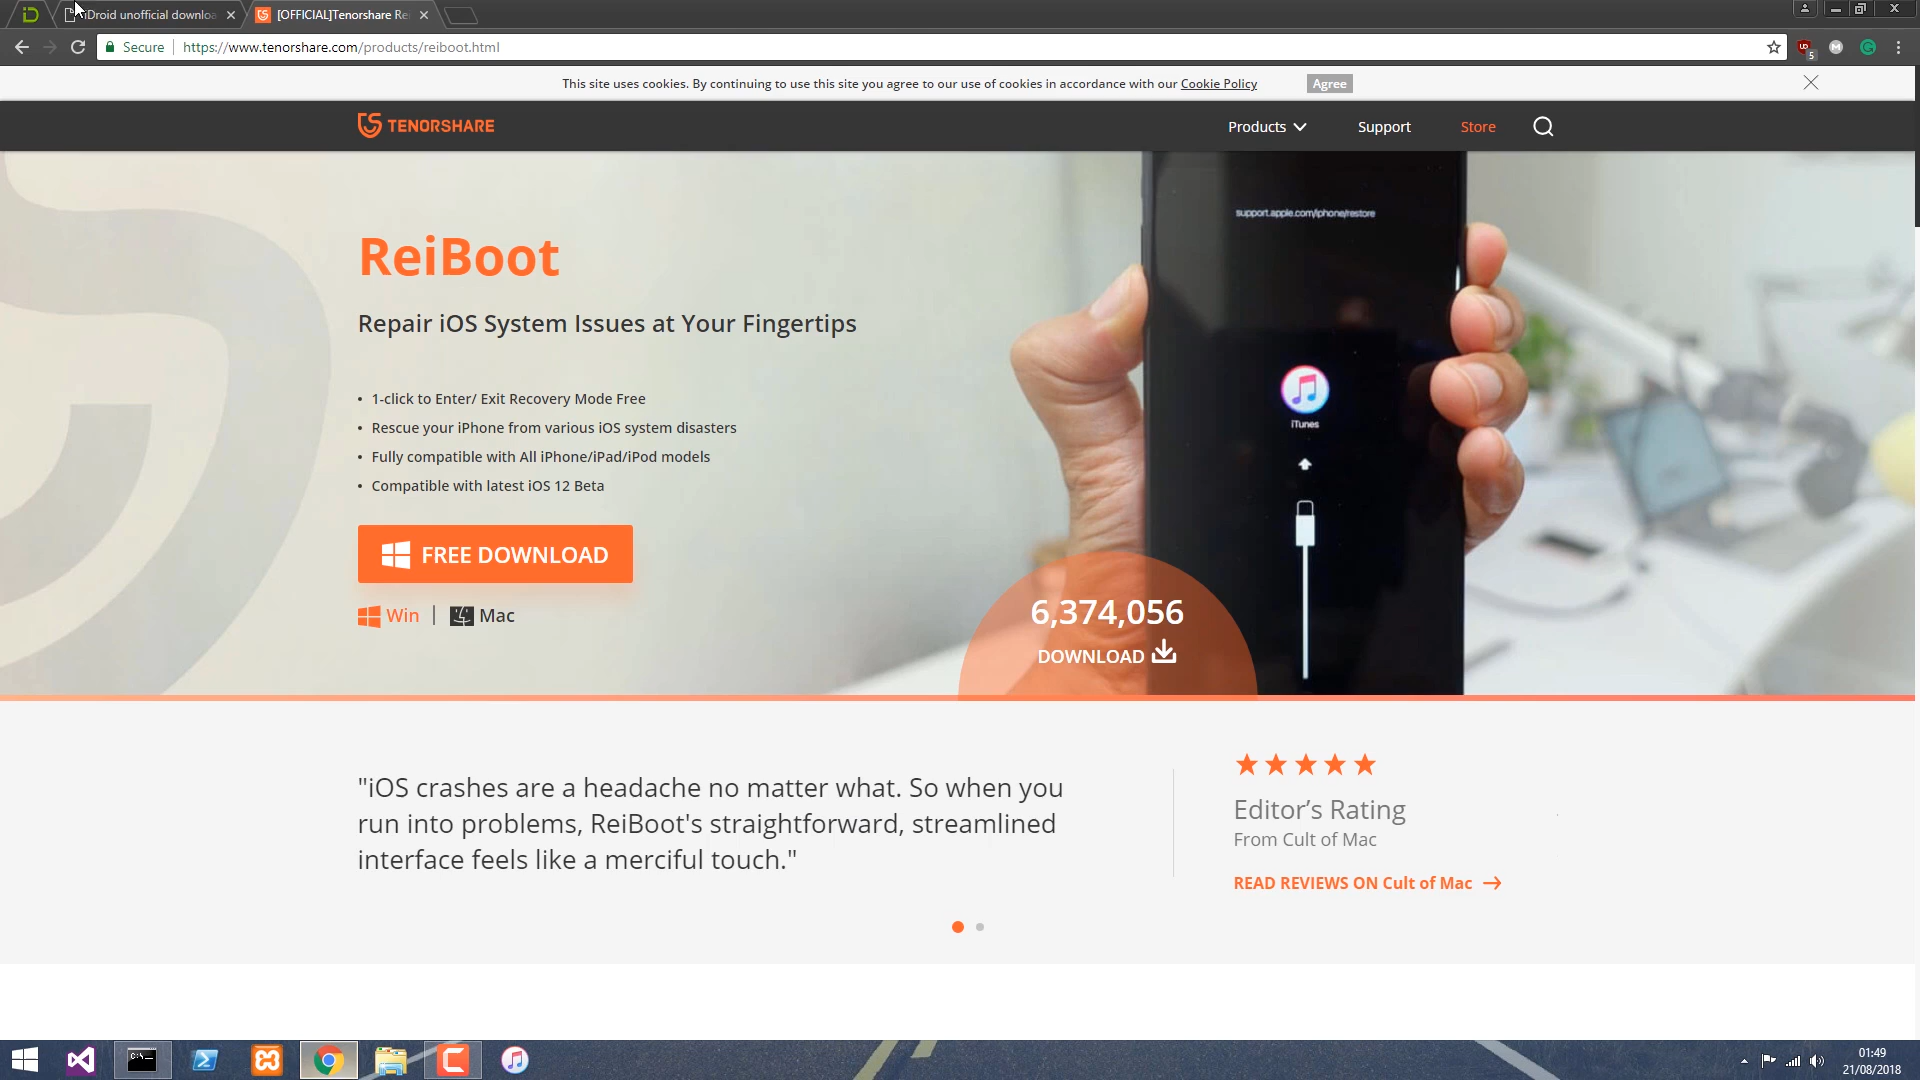 iDroid unofficial downloa
[OFFICIAL]Tenorshare Re
Secure
https://www.tenorshare.com/products/reiboot.html
5
This site uses cookies. By continuing to use this site you agree to our use of cookies in accordance with our Cookie Policy
Agree
TENORSHARE
Products
Support
Store
support.apple.com/iphone/restore
ReiBoot
Repair iOS System Issues at Your Fingertips
• 1-click to Enter/ Exit Recovery Mode Free
• Rescue your iPhone from various iOS system disasters
• Fully compatible with All iPhone/iPad/iPod models
• Compatible with latest iOS 12 Beta
iTunes
FREE DOWNLOAD
Win | Mac
6,374,056
DOWNLOAD
"iOS crashes are a headache no matter what. So when you
run into problems, ReiBoot's straightforward, streamlined
interface feels like a merciful touch."
Editor's Rating
From Cult of Mac
READ REVIEWS ON Cult of Mac
01:49
21/08/2018